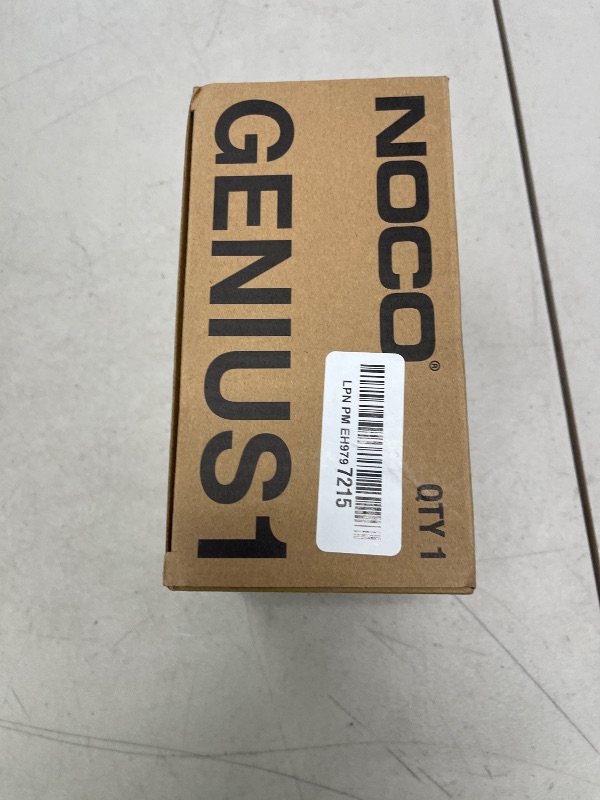 NOCO®
GENIUS1
QTY 1
LPN PM EH979 7215